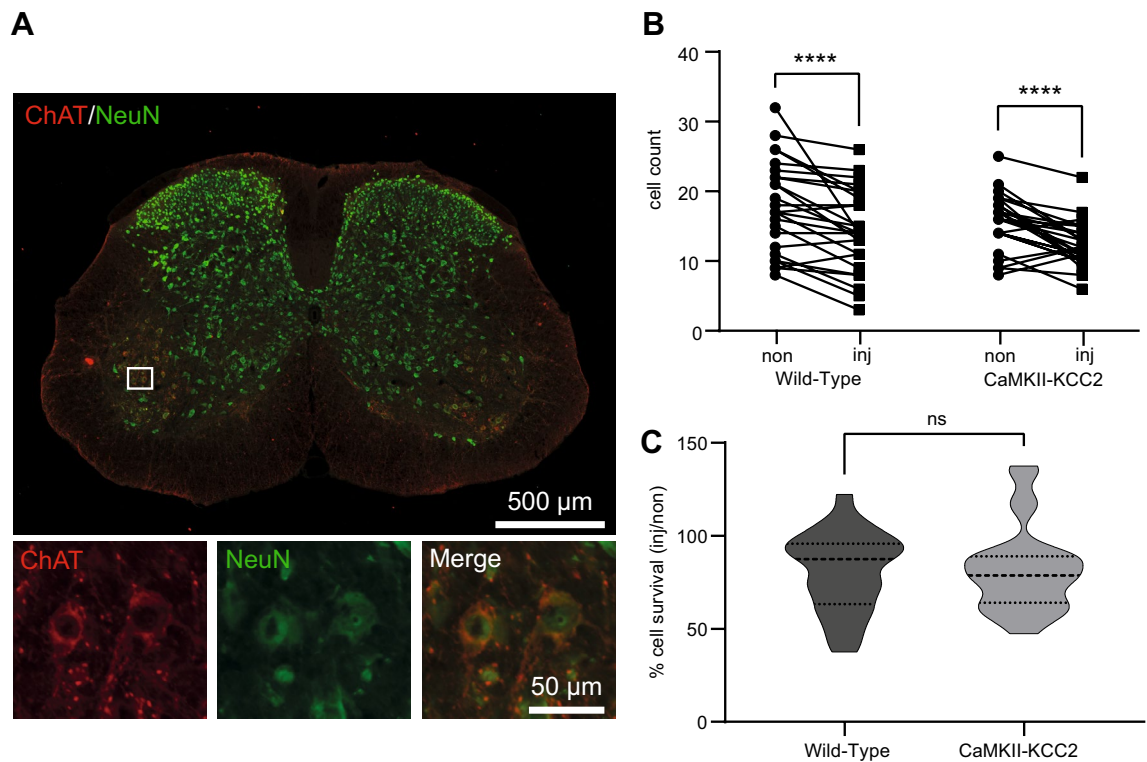 A
ChAT/NeuN
500 µm
ChAT
NeuN
Merge
50 µm
B
40
30
20
10
0
cell count
****
****
non inj non inj
Wild-Type CaMKII-KCC2
C
ns
150
100
50
0
% cell survival (inj/non)
Wild-Type CaMKII-KCC2